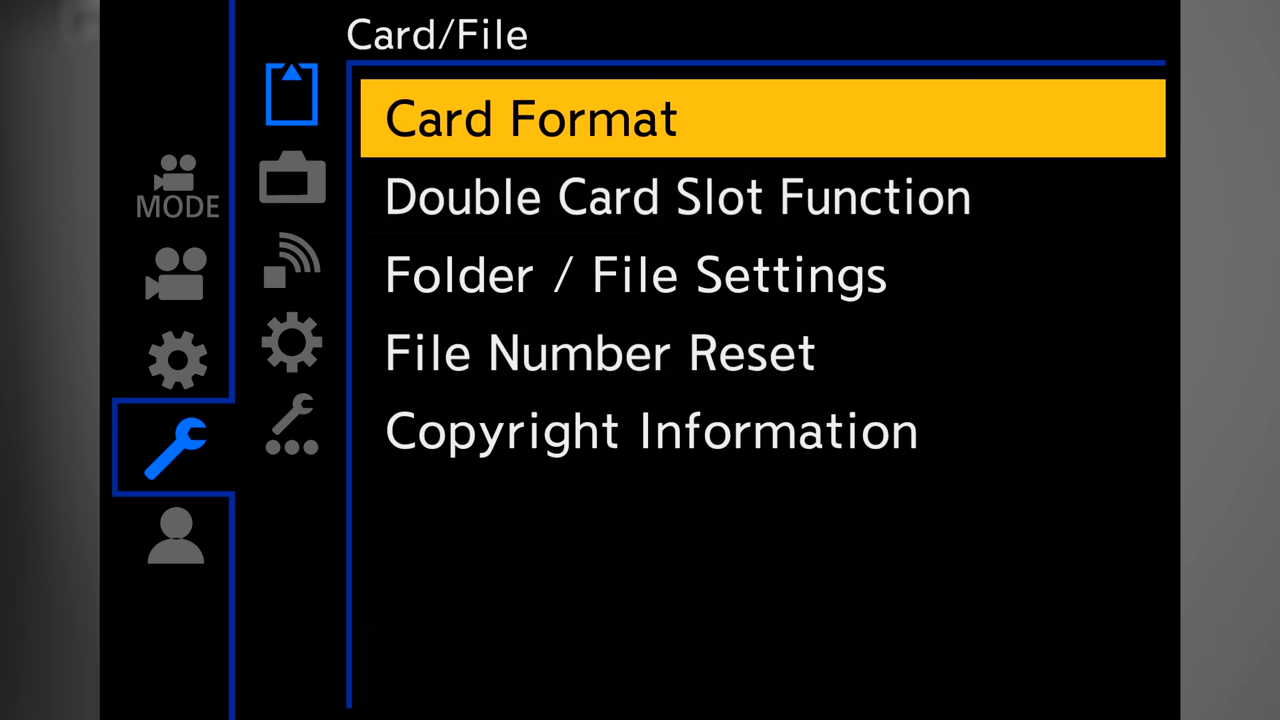 Card/File
MODE
Card Format
Double Card Slot Function
Folder / File Settings
File Number Reset
Copyright Information